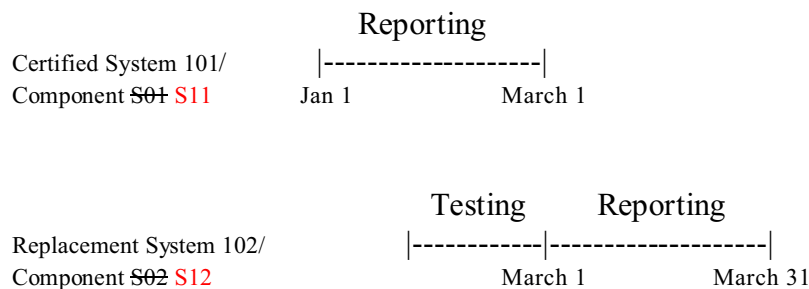 Reporting
Certified System 101/ |--------------------|
Component S01 S11 Jan 1 March 1
Testing Reporting
Replacement System 102/ |------------|--------------------|
Component S02 S12 March 1 March 31